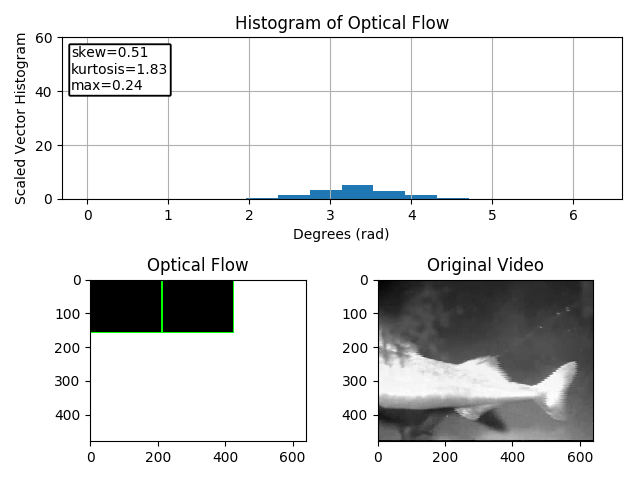 Histogram of Optical Flow
Scaled Vector Histogram
60
40
20
0
skew=0.51
kurtosis=1.83
max=0.24
0 1 2 3 4 5 6
Degrees (rad)
Optical Flow
0
100
200
300
400
0 200 400 600
Original Video
0
100
200
300
400
0 200 400 600